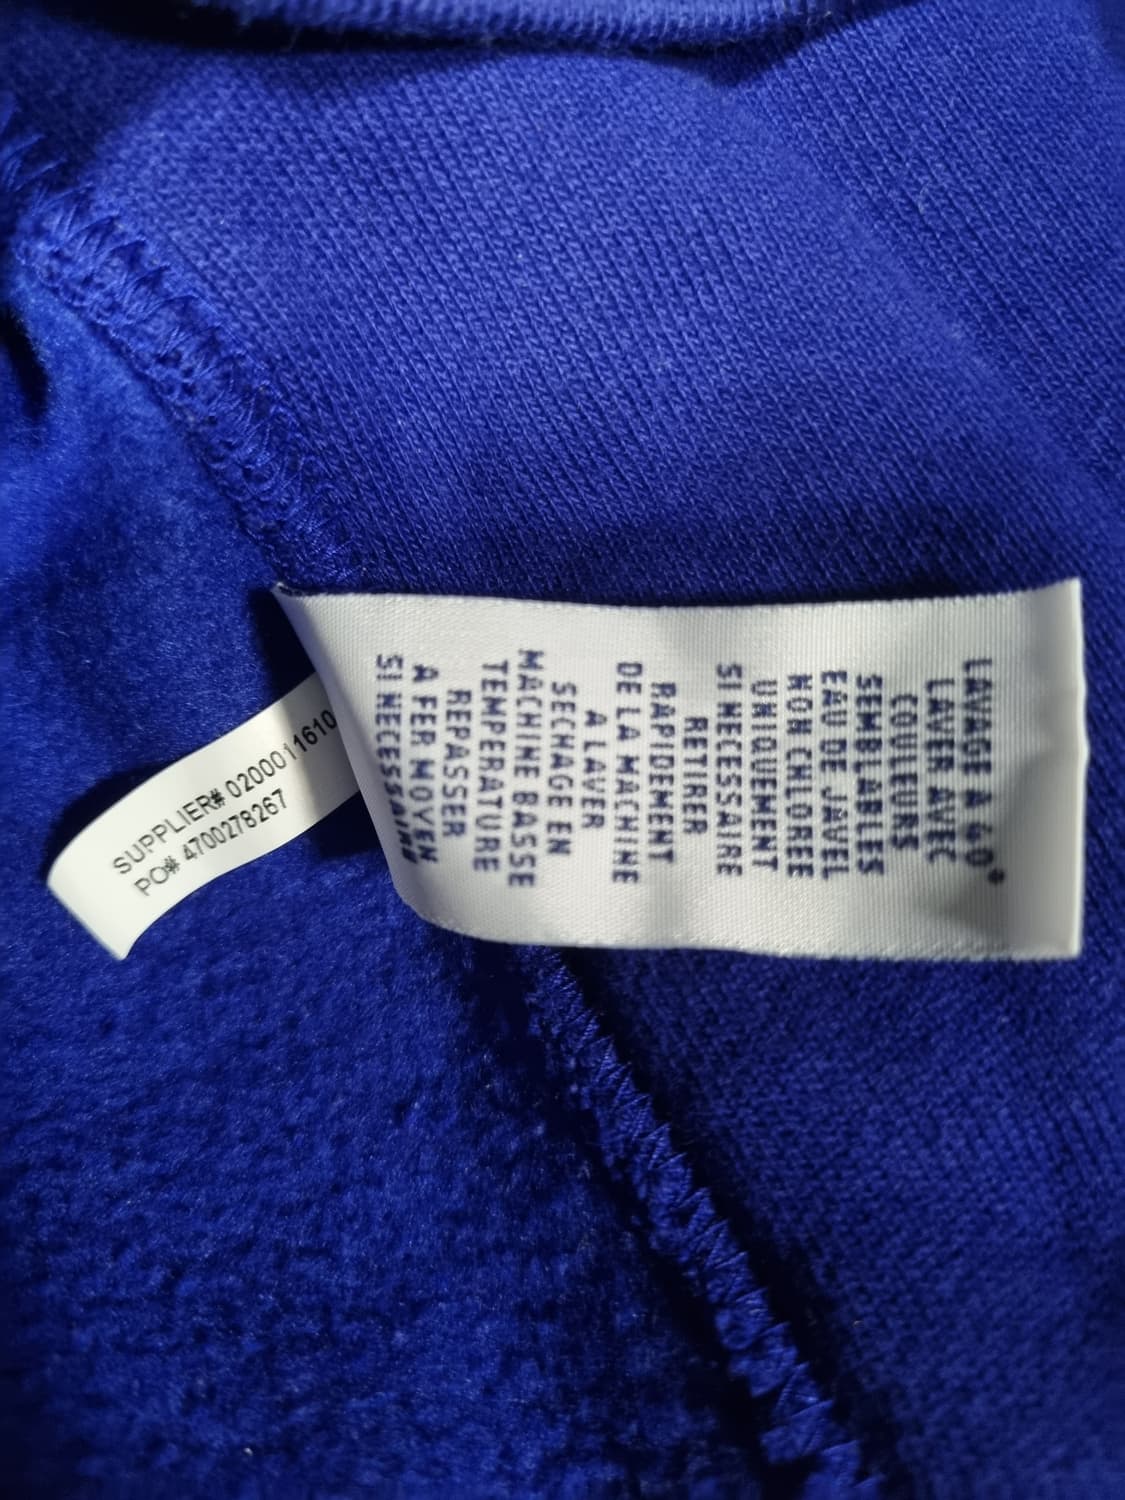 LAVAGE A 60°
LAVER AVEC
COULEURS
SEMBLABLES
EAU DE JAVEL
NON CHLOREE
UNIQUEMENT
SI NECESSAIRE
RETIRER
RAPIDEMENT
DE LA MACHINE
A LAVER
SECHAGE EN
MACHINE BASSE
TEMPERATURE
REPASSER
A FER MOYEN
SI NECESSAIRE
SUPPLIER# 0200011610
PO# 4700278267